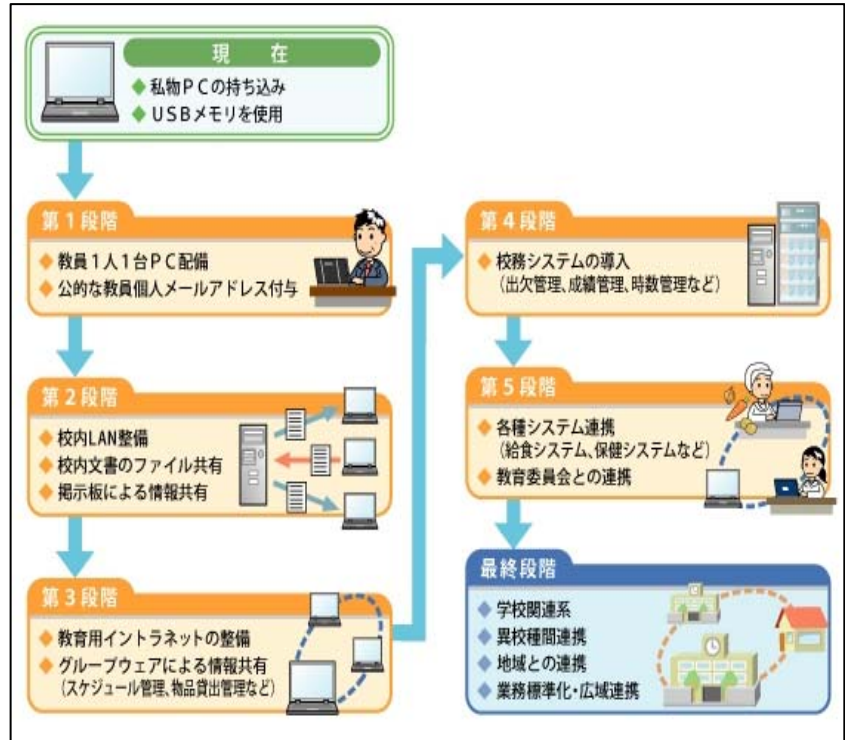 現 在
◆ 私物PCの持ち込み
◆ USBメモリを使用
第1段階
◆ 教員1人1台PC配備
◆ 公的な教員個人メールアドレス付与
第2段階
◆ 校内LAN整備
◆ 校内文書のファイル共有
◆ 掲示板による情報共有
第3段階
◆ 教育用イントラネットの整備
◆ グループウェアによる情報共有
(スケジュール管理、物品貸出管理など)
第4段階
◆ 校務システムの導入
(出欠管理、成績管理、時数管理など)
第5段階
◆ 各種システム連携
(給食システム、保健システムなど)
◆ 教育委員会との連携
最終段階
◆ 学校関連系
◆ 異校種間連携
◆ 地域との連携
◆ 業務標準化・広域連携